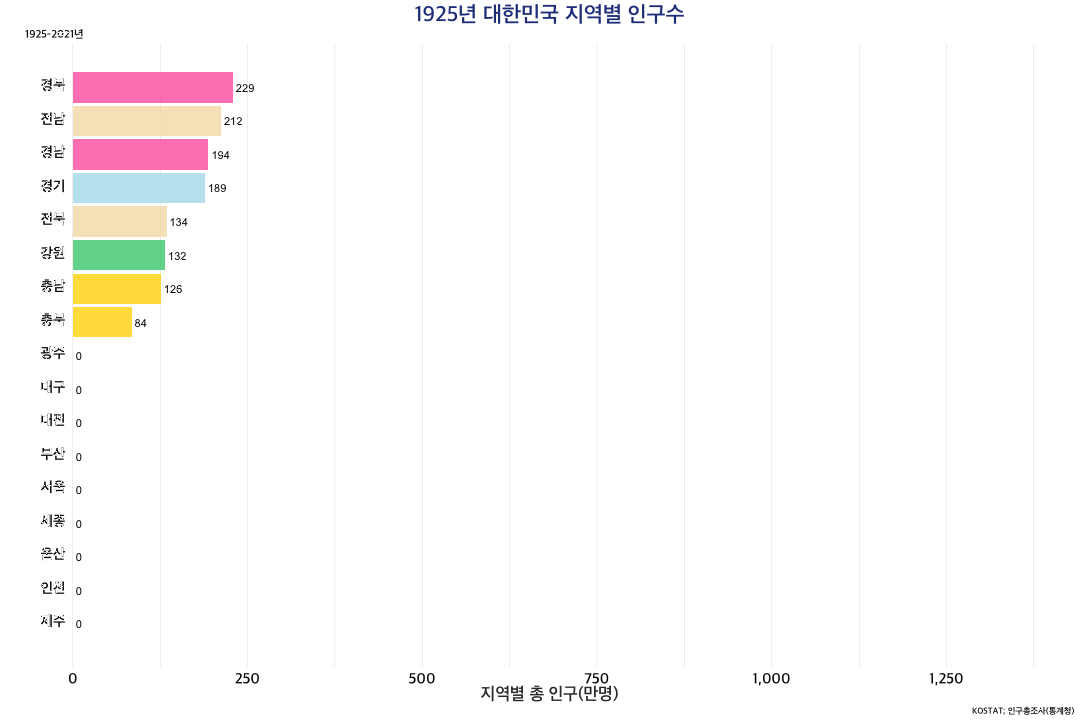 1925년 대한민국 지역별 인구수
1925-2021년
경북 229
전남 212
경남 194
경기 189
전북 134
강원 132
충남 126
충북 84
광주 0
대구 0
대전 0
부산 0
서울 0
세종 0
울산 0
인천 0
제주 0
0 250 500 750 1,000 1,250
지역별 총 인구(만명)
KOSTAT; 인구총조사(통계청)